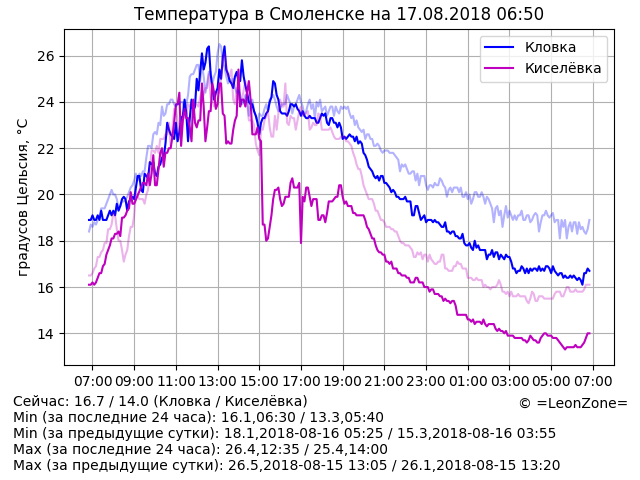 Температура в Смоленске на 17.08.2018 06:50
градусов Цельсия, °C
26
24
22
20
18
16
14
Кловка
Киселёвка
07:00 09:00 11:00 13:00 15:00 17:00 19:00 21:00 23:00 01:00 03:00 05:00 07:00
Сейчас: 16.7 / 14.0 (Кловка / Киселёвка)
© =LeonZone=
Min (за последние 24 часа): 16.1,06:30 / 13.3,05:40
Min (за предыдущие сутки): 18.1,2018-08-16 05:25 / 15.3,2018-08-16 03:55
Max (за последние 24 часа): 26.4,12:35 / 25.4,14:00
Max (за предыдущие сутки): 26.5,2018-08-15 13:05 / 26.1,2018-08-15 13:20